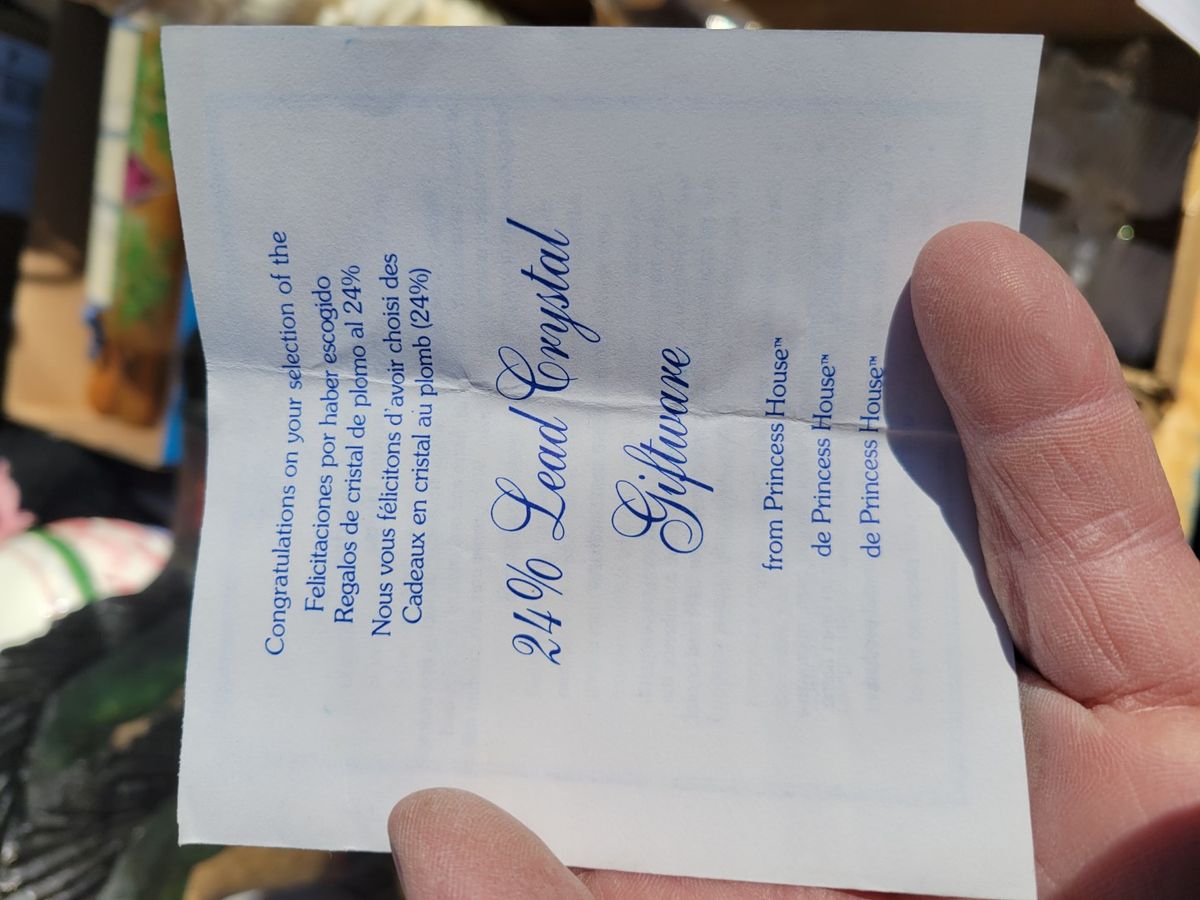 Congratulations on your selection of the
Felicitaciones por haber escogido
Regalos de cristal de plomo al 24%
Nous vous félicitons d'avoir choisi des
Cadeaux en cristal au plomb (24%)
24% Lead Crystal
Giftware
from Princess House™
de Princess House™
de Princess House™